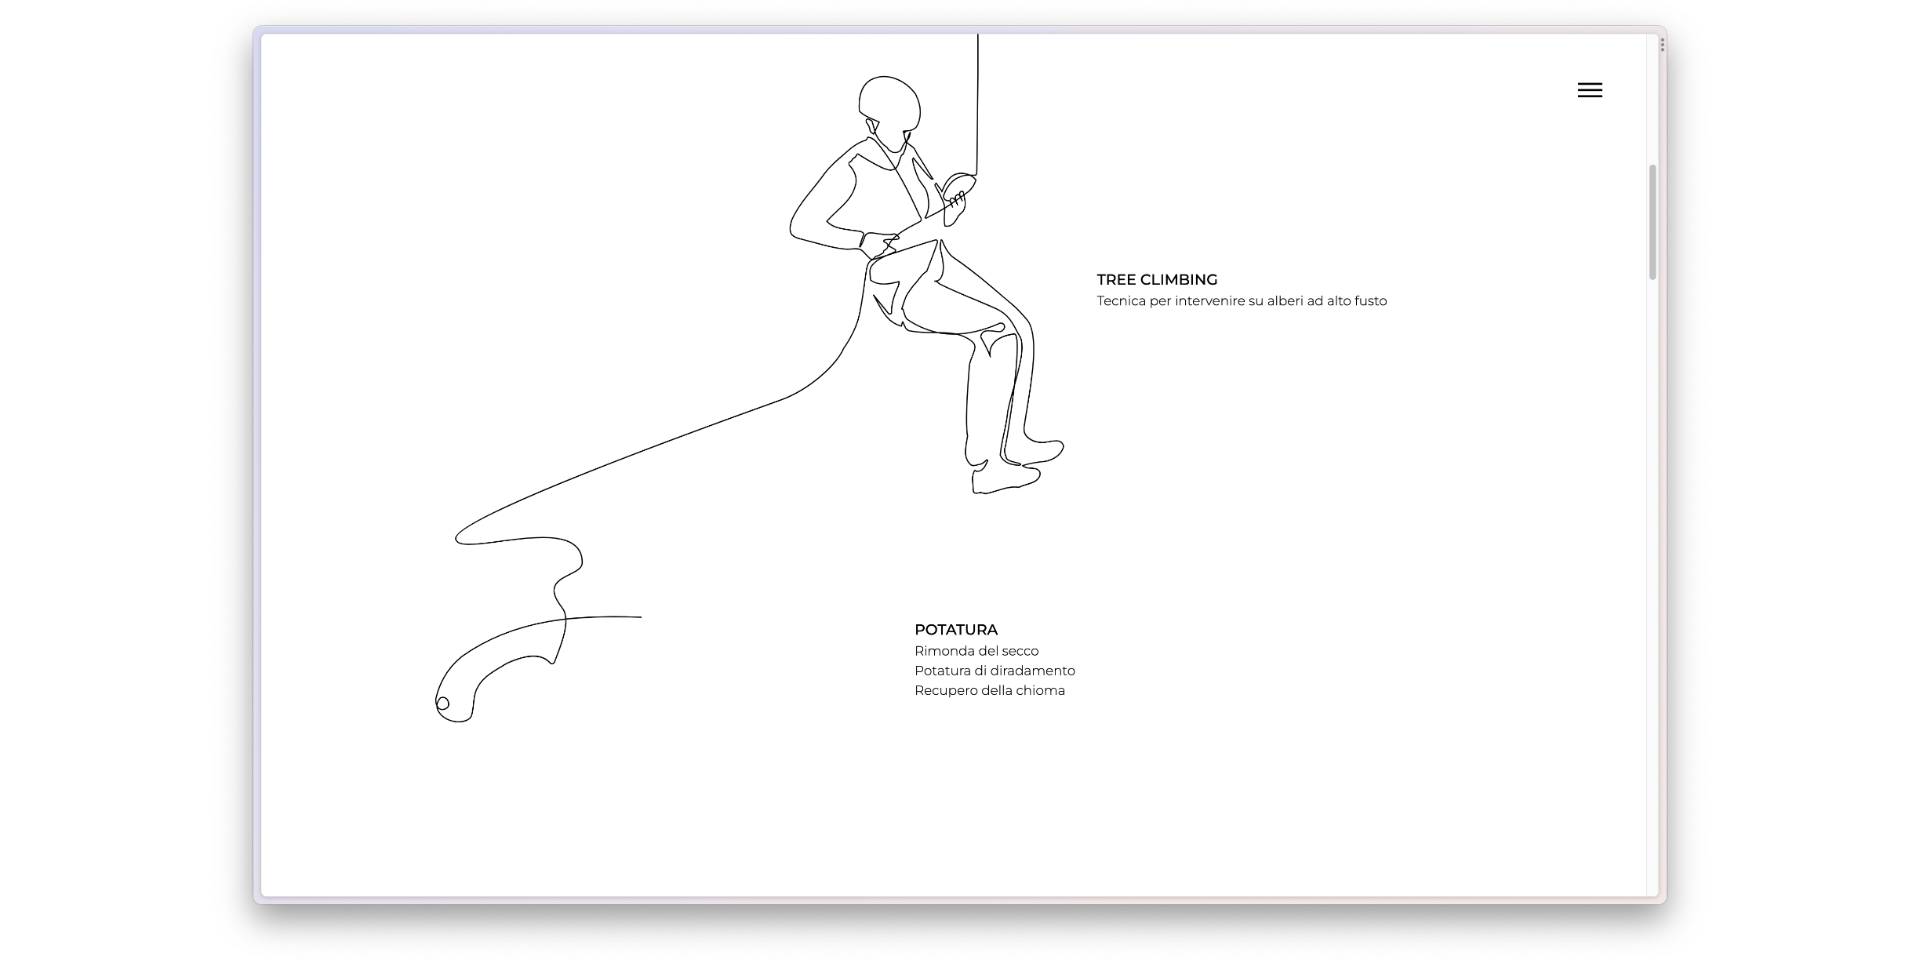 TREE CLIMBING
Tecnica per intervenire su alberi ad alto fusto
POTATURA
Rimonda del secco
Potatura di diradamento
Recupero della chioma